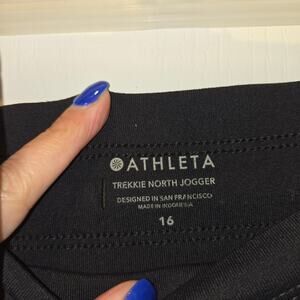 ATHLETA
TREKKIE NORTH JOGGER
DESIGNED IN SAN FRANCISCO
MADE IN INDONESIA
16